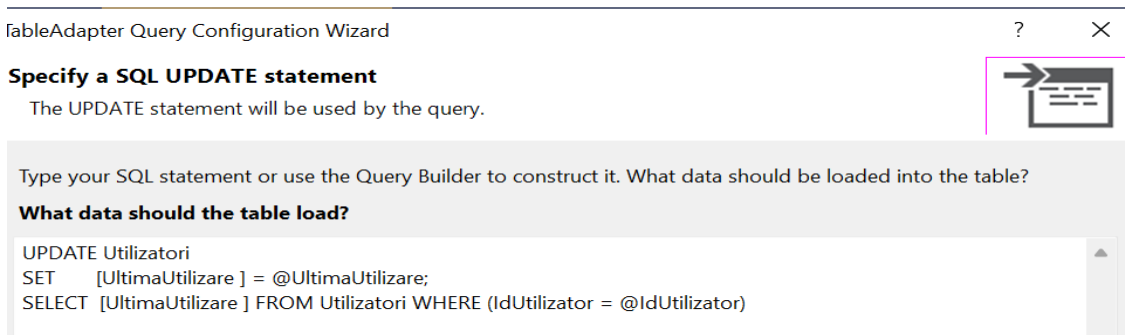 TableAdapter Query Configuration Wizard ? ✕
Specify a SQL UPDATE statement
The UPDATE statement will be used by the query.
Type your SQL statement or use the Query Builder to construct it. What data should be loaded into the table?
What data should the table load?
UPDATE Utilizatori
SET [UltimaUtilizare ] = @UltimaUtilizare;
SELECT [UltimaUtilizare ] FROM Utilizatori WHERE (IdUtilizator = @IdUtilizator)